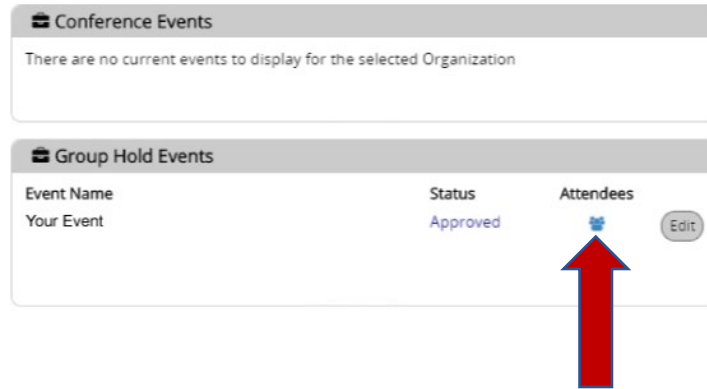 Conference Events
There are no current events to display for the selected Organization
Group Hold Events
Event Name Status Attendees
Your Event Approved Edit